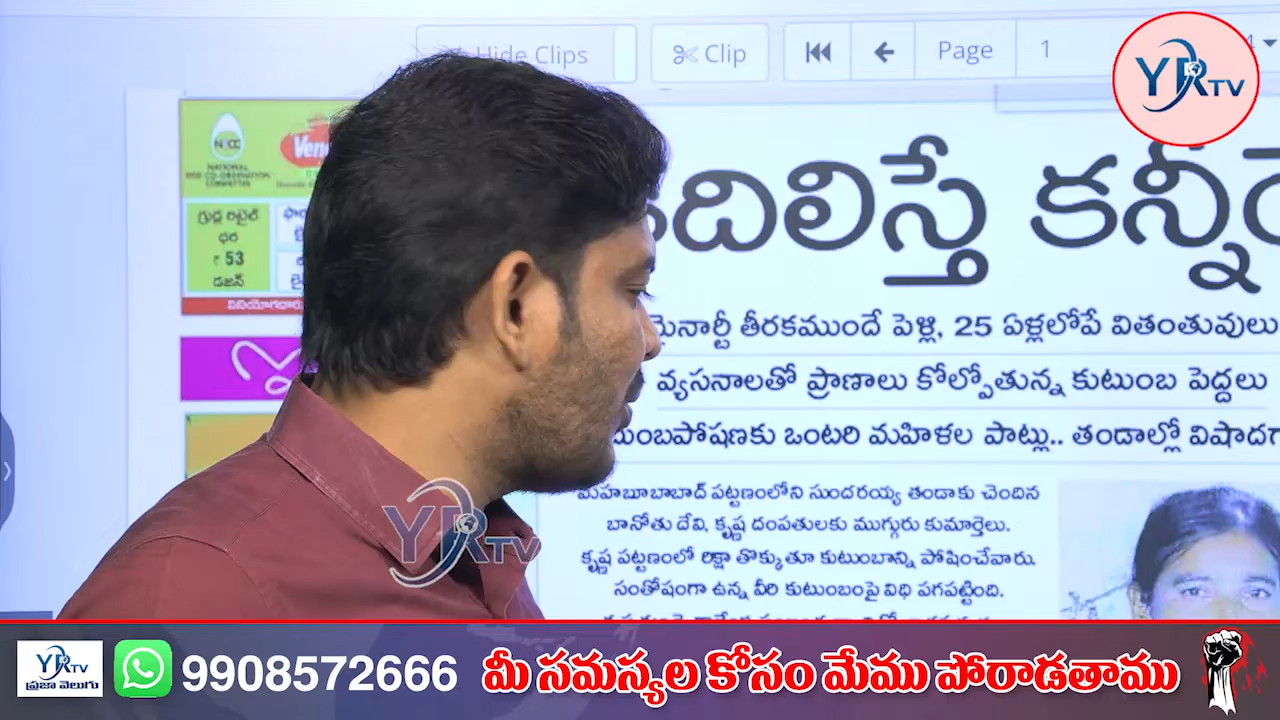 Hide Clips
Clip
Page
1
YRTV
NECC
NATIONAL
EGG CO-ORDINATION
COMMITTEE
గ్రుడ్ల రిటైల్
ధర
₹ 53
డజన్
కదిలిస్తే కన్నీ
మైనార్టీ తీరకముందే పెళ్లి, 25 ఏళ్లలోపే వితంతువులు
వ్యసనాలతో ప్రాణాలు కోల్పోతున్న కుటుంబ పెద్దలు
కుటుంబపోషణకు ఒంటరి మహిళల పాట్లు.. తండాల్లో విషాదగా
మహబూబాబాద్ పట్టణంలోని సుందరయ్య తండాకు చెందిన
బానోతు దేవి, కృష్ణ దంపతులకు ముగ్గురు కుమార్తెలు.
కృష్ణ పట్టణంలో రిక్షా తొక్కుతూ కుటుంబాన్ని పోషించేవారు.
సంతోషంగా ఉన్న వీరి కుటుంబంపై విధి పగపట్టింది.
YRTV
YRTV
ప్రజా వెలుగు
9908572666
మీ సమస్యల కోసం మేము పోరాడతాము